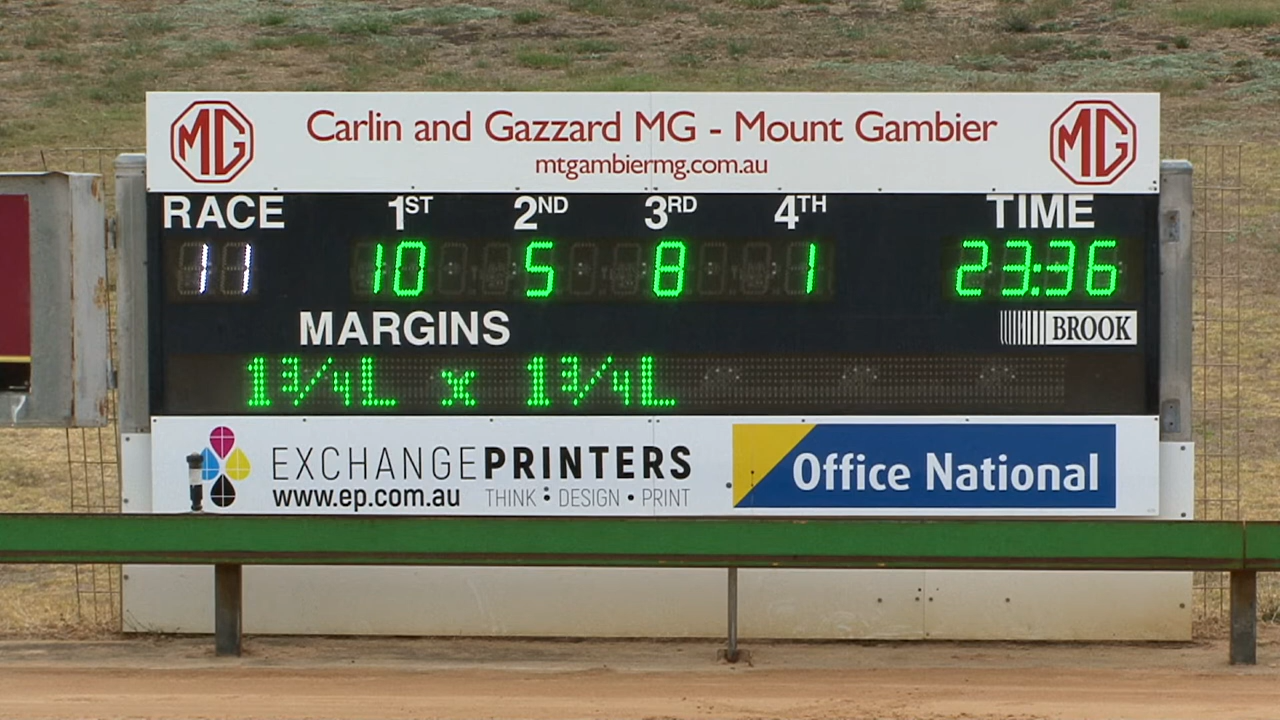 MG Carlin and Gazzard MG - Mount Gambier MG
mtgambiermg.com.au
RACE 1ST 2ND 3RD 4TH TIME
11 10 5 8 1 23:36
MARGINS BROOK
1¾L x 1¾L
EXCHANGEPRINTERS Office National
www.ep.com.au THINK : DESIGN • PRINT